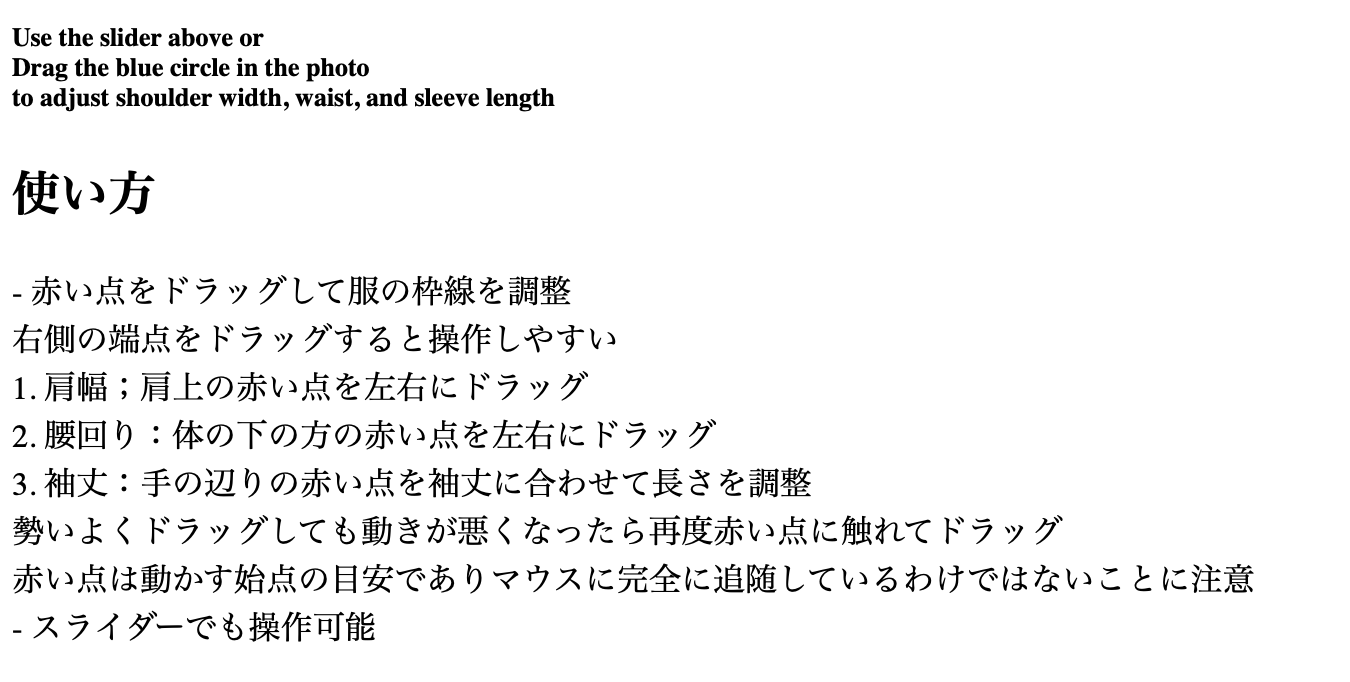 Use the slider above or
Drag the blue circle in the photo
to adjust shoulder width, waist, and sleeve length
使い方
- 赤い点をドラッグして服の枠線を調整
右側の端点をドラッグすると操作しやすい
1. 肩幅；肩上の赤い点を左右にドラッグ
2. 腰回り：体の下の方の赤い点を左右にドラッグ
3. 袖丈：手の辺りの赤い点を袖丈に合わせて長さを調整
勢いよくドラッグしても動きが悪くなったら再度赤い点に触れてドラッグ
赤い点は動かす始点の目安でありマウスに完全に追随しているわけではないことに注意
- スライダーでも操作可能